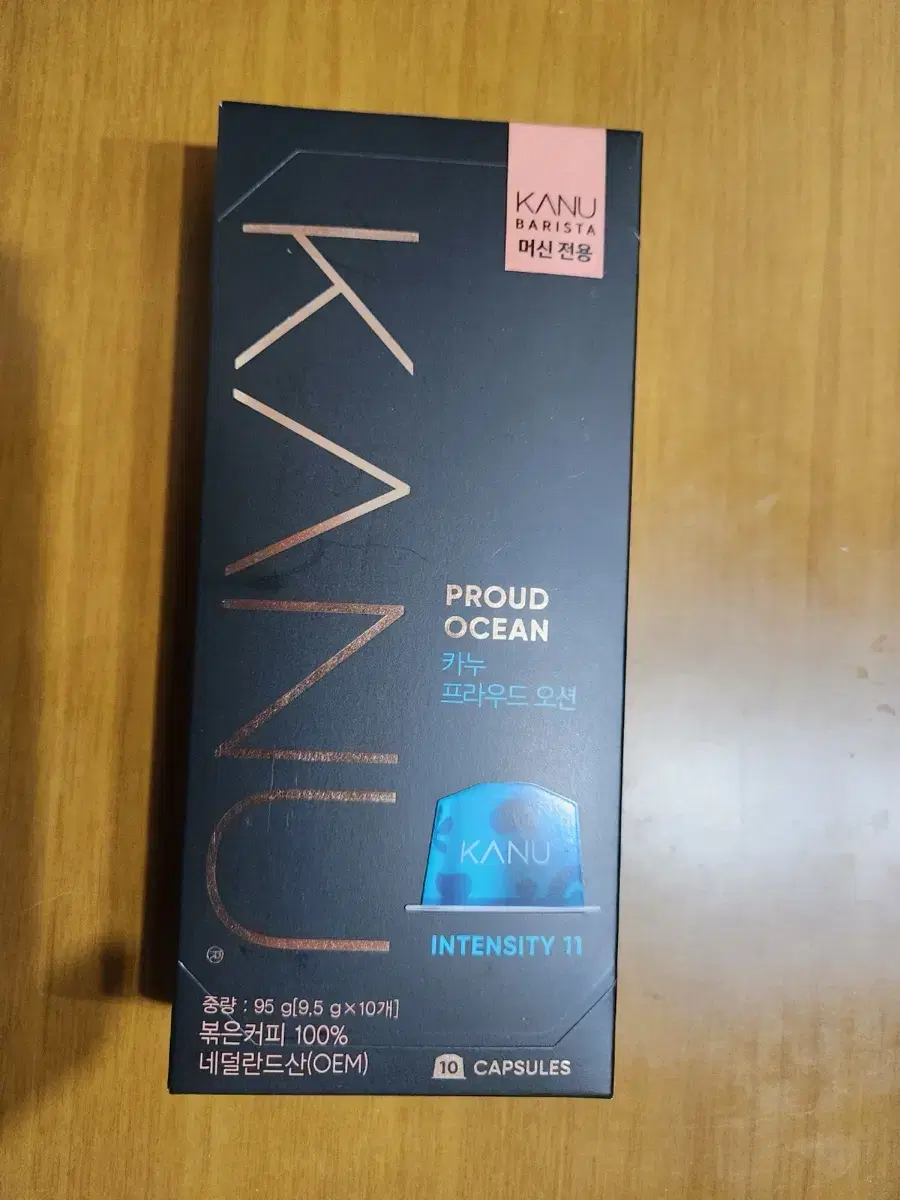 KANU
BARISTA
머신 전용
KANU
PROUD
OCEAN
카누
프라우드 오션
KANU
INTENSITY 11
중량 : 95 g[9.5 g×10개]
볶은커피 100%
네덜란드산(OEM)
10 CAPSULES